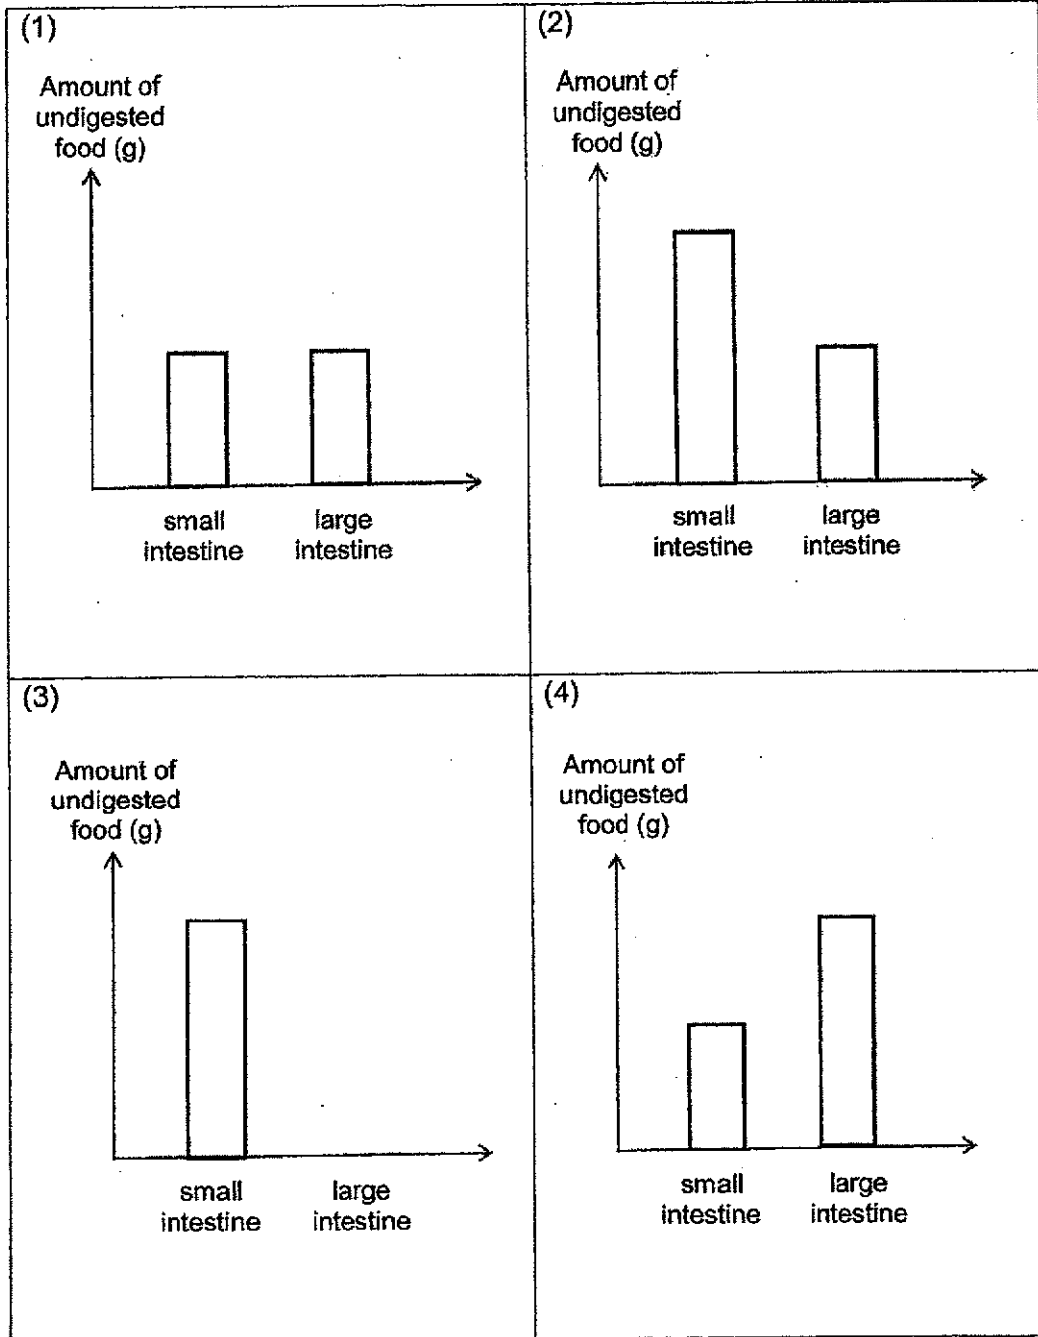 (1)
Amount of
undigested
food (g)
small
intestine
large
intestine
(2)
Amount of
undigested
food (g)
small
intestine
large
intestine
(3)
Amount of
undigested
food (g)
small
intestine
large
intestine
(4)
Amount of
undigested
food (g)
small
intestine
large
intestine